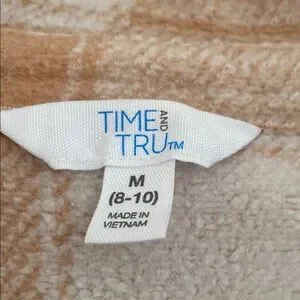 TIME AND
TRU™
M
(8-10)
MADE IN
VIETNAM